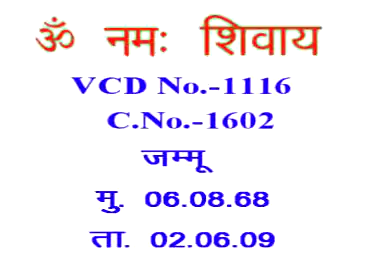 ॐ नमः शिवाय
VCD No.-1116
C.No.-1602
जम्मू
मु. 06.08.68
ता. 02.06.09